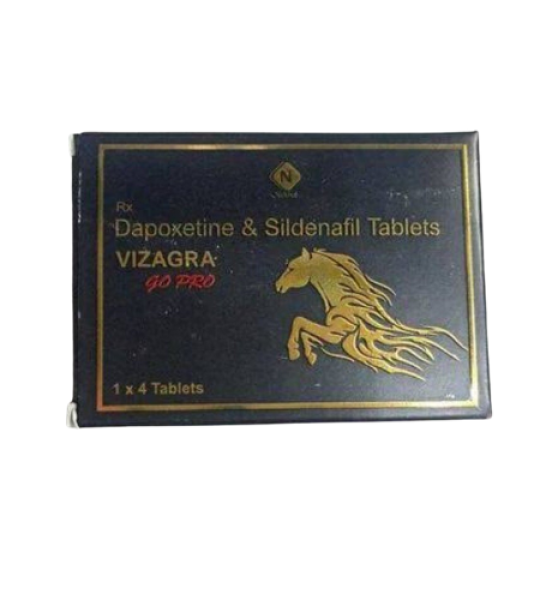 N
Rx
Dapoxetine & Sildenafil Tablets
VIZAGRA
GO PRO
1 x 4 Tablets